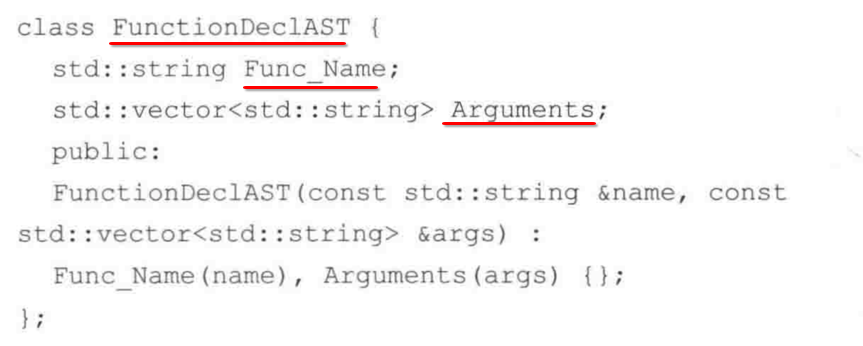 class FunctionDeclAST {
std::string Func_Name;
std::vector<std::string> Arguments;
public:
FunctionDeclAST(const std::string &name, const
std::vector<std::string> &args) :
Func_Name(name), Arguments(args) {};
};